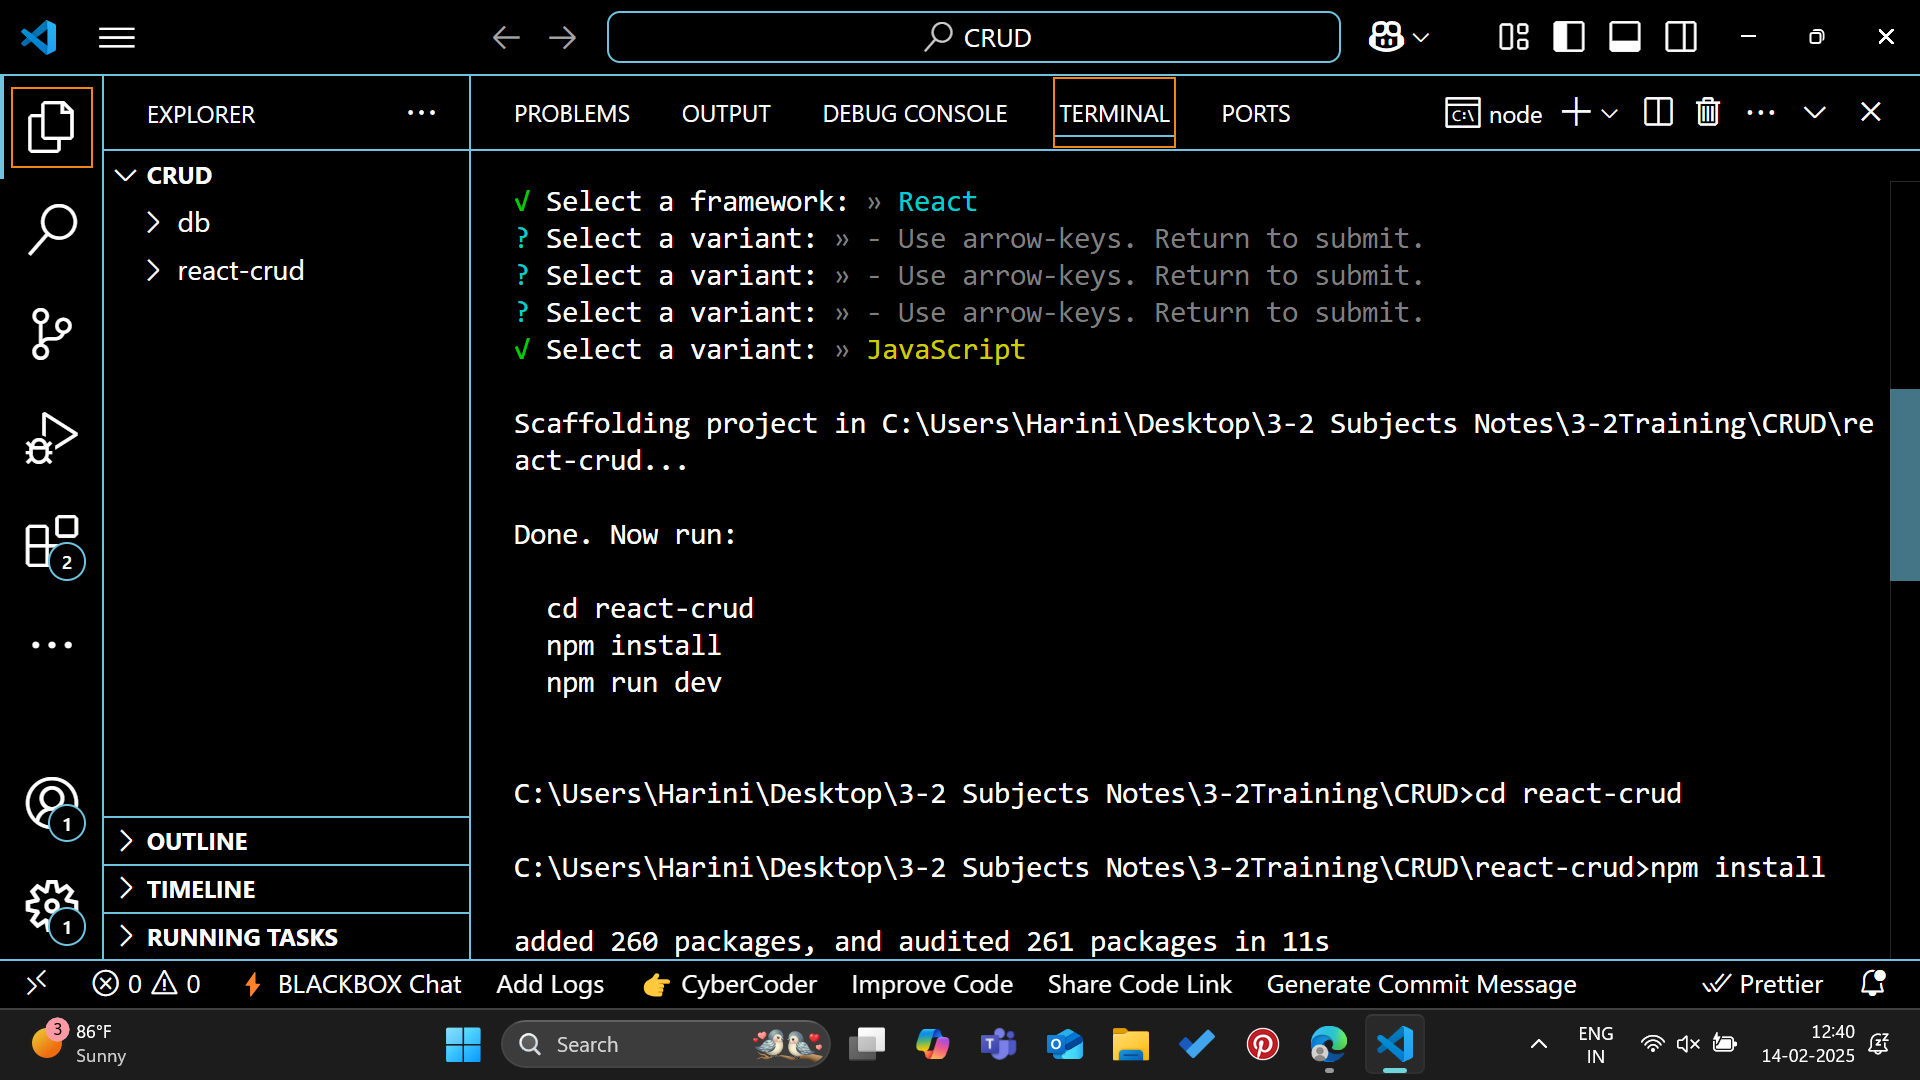 CRUD
EXPLORER
PROBLEMS OUTPUT DEBUG CONSOLE TERMINAL PORTS
node
CRUD
db
react-crud
√ Select a framework: » React
? Select a variant: » - Use arrow-keys. Return to submit.
? Select a variant: » - Use arrow-keys. Return to submit.
? Select a variant: » - Use arrow-keys. Return to submit.
√ Select a variant: » JavaScript
Scaffolding project in C:\Users\Harini\Desktop\3-2 Subjects Notes\3-2Training\CRUD\re
act-crud...
Done. Now run:
cd react-crud
npm install
npm run dev
C:\Users\Harini\Desktop\3-2 Subjects Notes\3-2Training\CRUD>cd react-crud
C:\Users\Harini\Desktop\3-2 Subjects Notes\3-2Training\CRUD\react-crud>npm install
added 260 packages, and audited 261 packages in 11s
2
1
1
OUTLINE
TIMELINE
RUNNING TASKS
0 0 BLACKBOX Chat Add Logs CyberCoder Improve Code Share Code Link Generate Commit Message Prettier
3
86°F
Sunny
Search
ENG
IN
12:40
14-02-2025